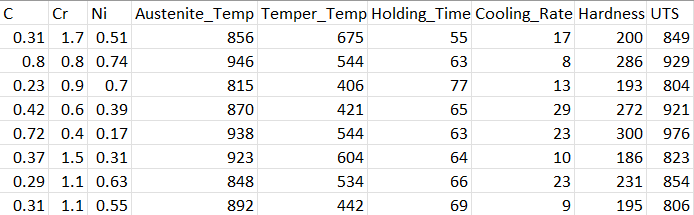 C Cr Ni Austenite_Temp Temper_Temp Holding_Time Cooling_Rate Hardness UTS
0.31 1.7 0.51 856 675 55 17 200 849
0.8 0.8 0.74 946 544 63 8 286 929
0.23 0.9 0.7 815 406 77 13 193 804
0.42 0.6 0.39 870 421 65 29 272 921
0.72 0.4 0.17 938 544 63 23 300 976
0.37 1.5 0.31 923 604 64 10 186 823
0.29 1.1 0.63 848 534 66 23 231 854
0.31 1.1 0.55 892 442 69 9 195 806